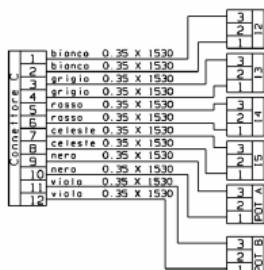 Connettore C
1 bianco 0.35 X 1530
2 bianco 0.35 X 1530
3 grigio 0.35 X 1530
4 grigio 0.35 X 1530
5 rosso 0.35 X 1530
6 rosso 0.35 X 1530
7 celeste 0.35 X 1530
8 celeste 0.35 X 1530
9 nero 0.35 X 1530
10 nero 0.35 X 1530
11 viola 0.35 X 1530
12 viola 0.35 X 1530
3
2
1
I2
3
2
1
I3
3
2
1
I4
3
2
1
I5
3
2
1
POT A
3
2
1
POT B